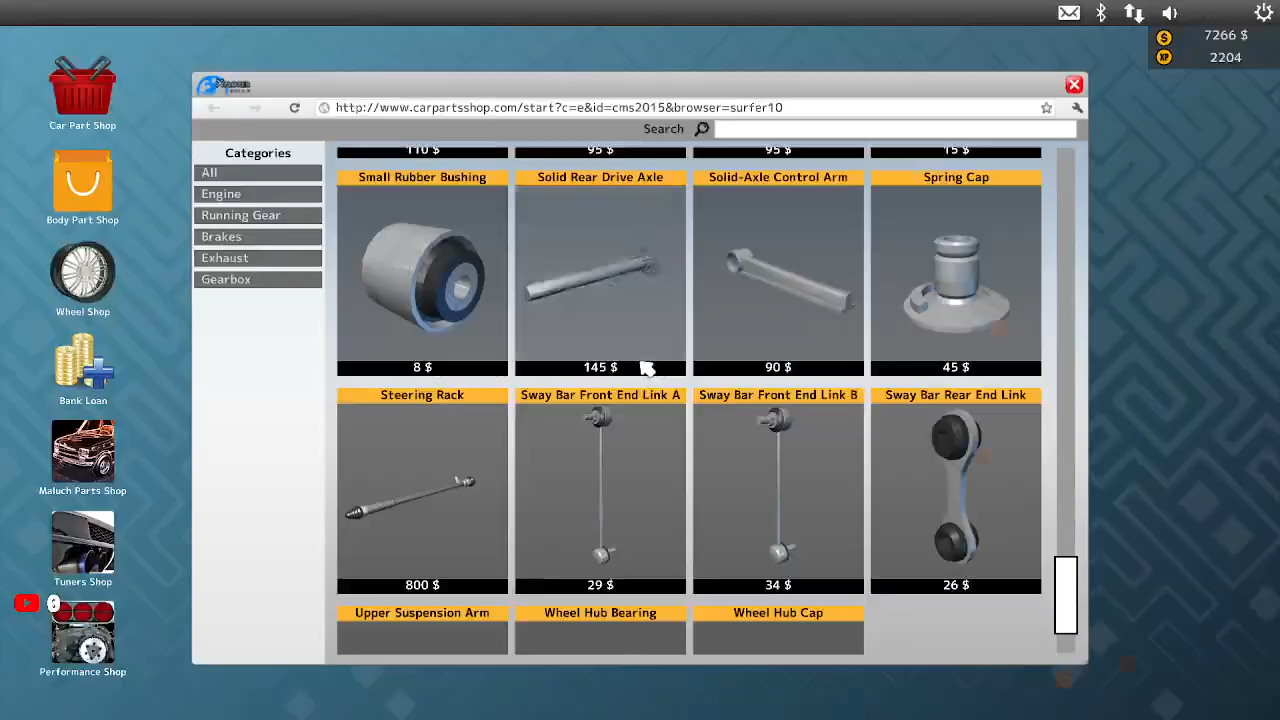 7266 $
2204
Car Part Shop
Body Part Shop
Wheel Shop
Bank Loan
Maluch Parts Shop
Tuners Shop
Performance Shop
http://www.carpartsshop.com/start?c=e&id=cms2015&browser=surfer10
Search
Categories
All
Engine
Running Gear
Brakes
Exhaust
Gearbox
110 $ 95 $ 95 $ 15 $
Small Rubber Bushing Solid Rear Drive Axle Solid-Axle Control Arm Spring Cap
8 $ 145 $ 90 $ 45 $
Steering Rack Sway Bar Front End Link A Sway Bar Front End Link B Sway Bar Rear End Link
800 $ 29 $ 34 $ 26 $
Upper Suspension Arm Wheel Hub Bearing Wheel Hub Cap